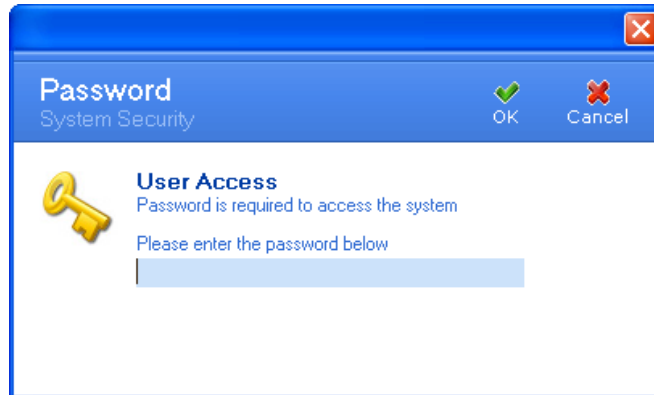 Password
System Security
OK
Cancel
User Access
Password is required to access the system
Please enter the password below